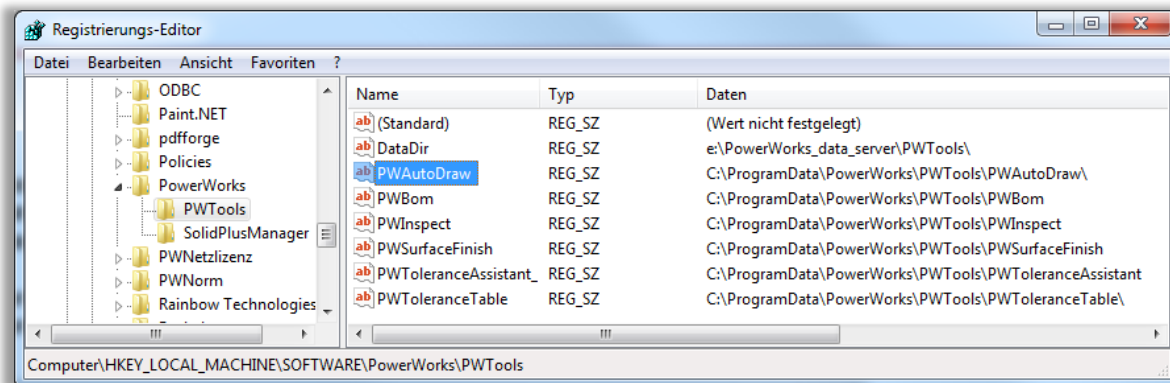 Registrierungs-Editor
Datei Bearbeiten Ansicht Favoriten ?
ODBC
Paint.NET
pdfforge
Policies
PowerWorks
PWTools
SolidPlusManager
PWNetzlizenz
PWNorm
Rainbow Technologies
Name Typ Daten
(Standard) REG_SZ (Wert nicht festgelegt)
DataDir REG_SZ e:\PowerWorks_data_server\PWTools\
PWAutoDraw REG_SZ C:\ProgramData\PowerWorks\PWTools\PWAutoDraw\
PWBom REG_SZ C:\ProgramData\PowerWorks\PWTools\PWBom
PWInspect REG_SZ C:\ProgramData\PowerWorks\PWTools\PWInspect
PWSurfaceFinish REG_SZ C:\ProgramData\PowerWorks\PWTools\PWSurfaceFinish
PWToleranceAssistant_ REG_SZ C:\ProgramData\PowerWorks\PWTools\PWToleranceAssistant
PWToleranceTable REG_SZ C:\ProgramData\PowerWorks\PWTools\PWToleranceTable\
Computer\HKEY_LOCAL_MACHINE\SOFTWARE\PowerWorks\PWTools